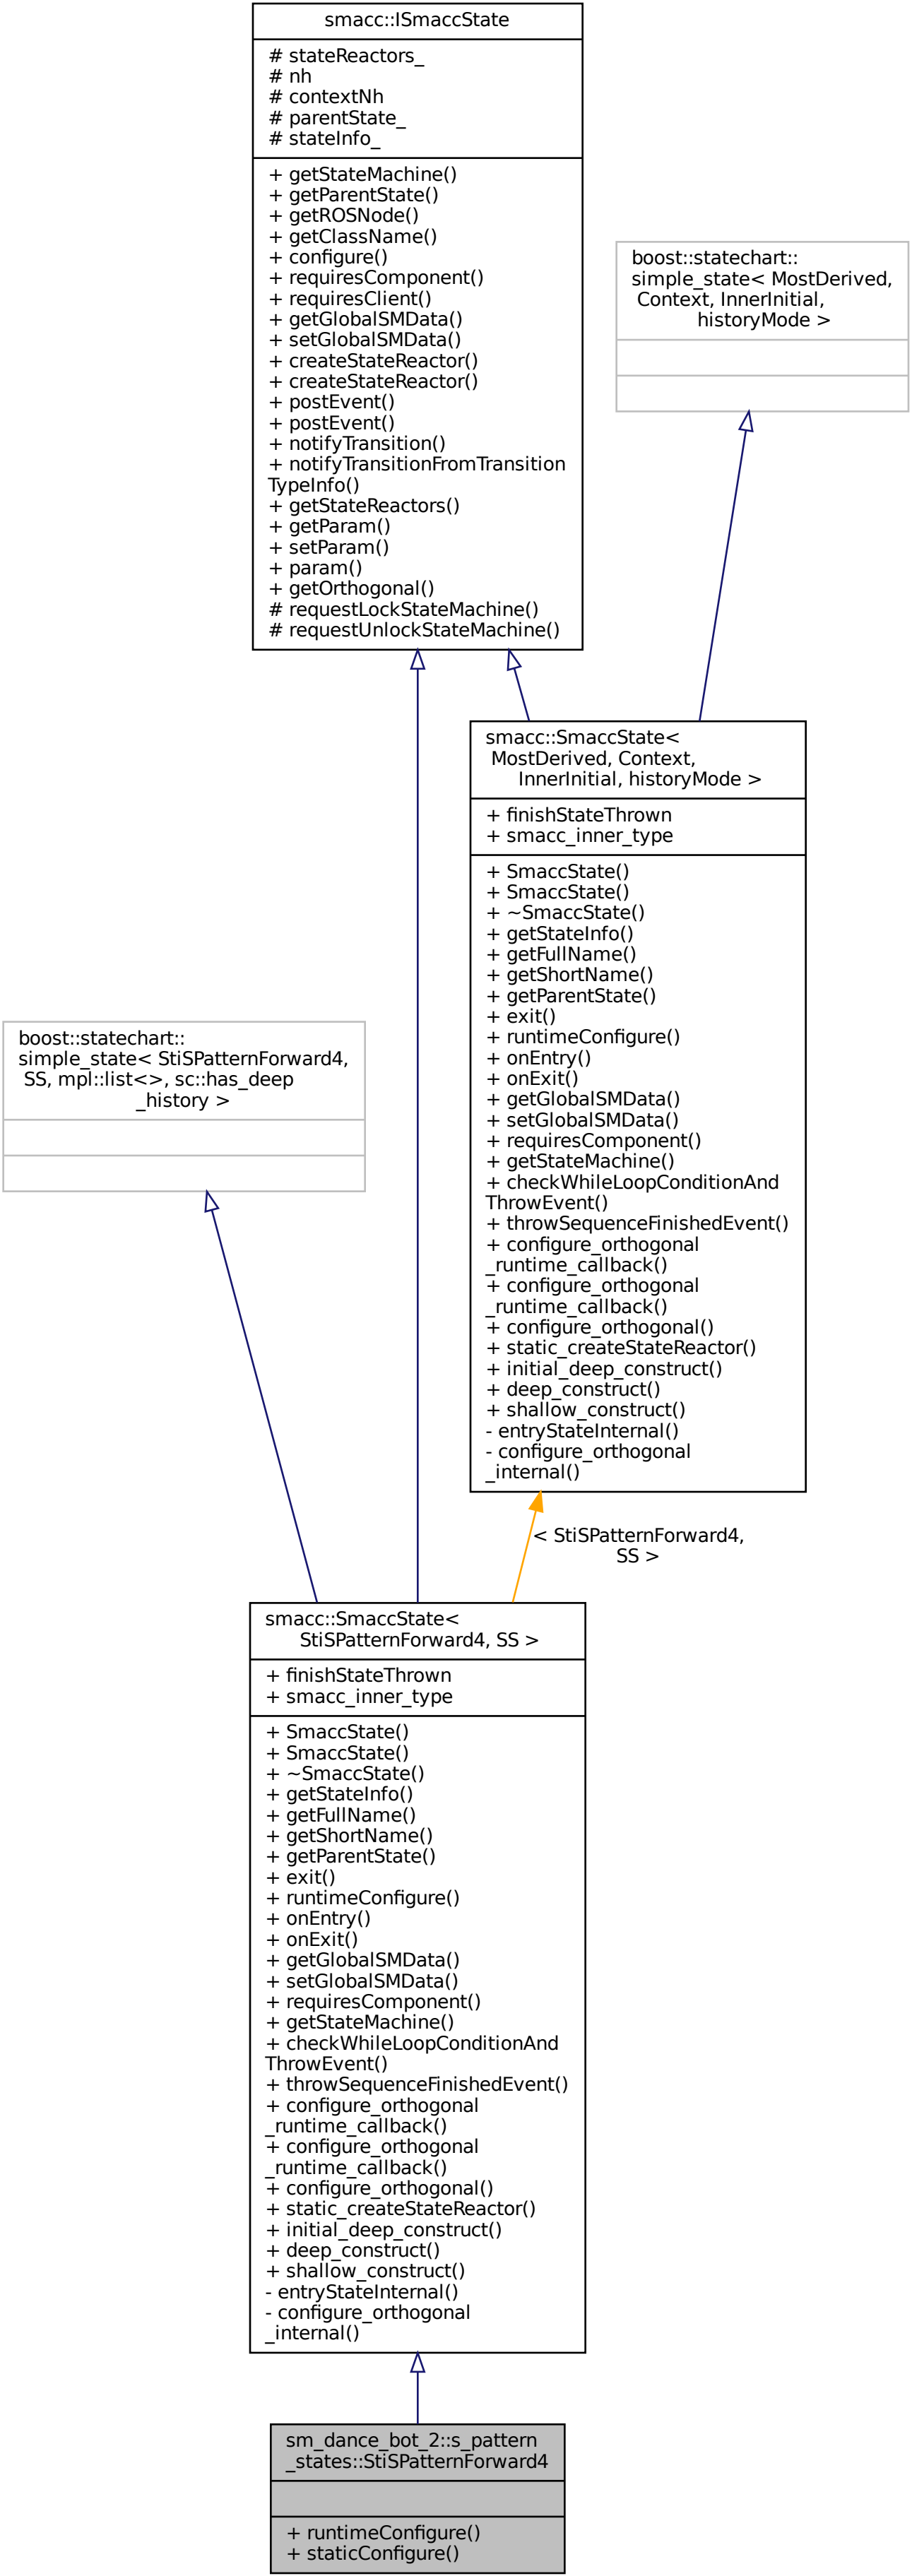 smacc::ISmaccState
# stateReactors_
# nh
# contextNh
# parentState_
# stateInfo_
+ getStateMachine()
+ getParentState()
+ getROSNode()
+ getClassName()
+ configure()
+ requiresComponent()
+ requiresClient()
+ getGlobalSMData()
+ setGlobalSMData()
+ createStateReactor()
+ createStateReactor()
+ postEvent()
+ postEvent()
+ notifyTransition()
+ notifyTransitionFromTransition
TypeInfo()
+ getStateReactors()
+ getParam()
+ setParam()
+ param()
+ getOrthogonal()
# requestLockStateMachine()
# requestUnlockStateMachine()
boost::statechart::
simple_state< MostDerived,
Context, InnerInitial,
historyMode >
smacc::SmaccState<
MostDerived, Context,
InnerInitial, historyMode >
+ finishStateThrown
+ smacc_inner_type
+ SmaccState()
+ SmaccState()
+ ~SmaccState()
+ getStateInfo()
+ getFullName()
+ getShortName()
+ getParentState()
+ exit()
+ runtimeConfigure()
+ onEntry()
+ onExit()
+ getGlobalSMData()
+ setGlobalSMData()
+ requiresComponent()
+ getStateMachine()
+ checkWhileLoopConditionAnd
ThrowEvent()
+ throwSequenceFinishedEvent()
+ configure_orthogonal
_runtime_callback()
+ configure_orthogonal
_runtime_callback()
+ configure_orthogonal()
+ static_createStateReactor()
+ initial_deep_construct()
+ deep_construct()
+ shallow_construct()
- entryStateInternal()
- configure_orthogonal
_internal()
boost::statechart::
simple_state< StiSPatternForward4,
SS, mpl::list<>, sc::has_deep
_history >
< StiSPatternForward4,
SS >
smacc::SmaccState<
StiSPatternForward4, SS >
+ finishStateThrown
+ smacc_inner_type
+ SmaccState()
+ SmaccState()
+ ~SmaccState()
+ getStateInfo()
+ getFullName()
+ getShortName()
+ getParentState()
+ exit()
+ runtimeConfigure()
+ onEntry()
+ onExit()
+ getGlobalSMData()
+ setGlobalSMData()
+ requiresComponent()
+ getStateMachine()
+ checkWhileLoopConditionAnd
ThrowEvent()
+ throwSequenceFinishedEvent()
+ configure_orthogonal
_runtime_callback()
+ configure_orthogonal
_runtime_callback()
+ configure_orthogonal()
+ static_createStateReactor()
+ initial_deep_construct()
+ deep_construct()
+ shallow_construct()
- entryStateInternal()
- configure_orthogonal
_internal()
sm_dance_bot_2::s_pattern
_states::StiSPatternForward4
+ runtimeConfigure()
+ staticConfigure()